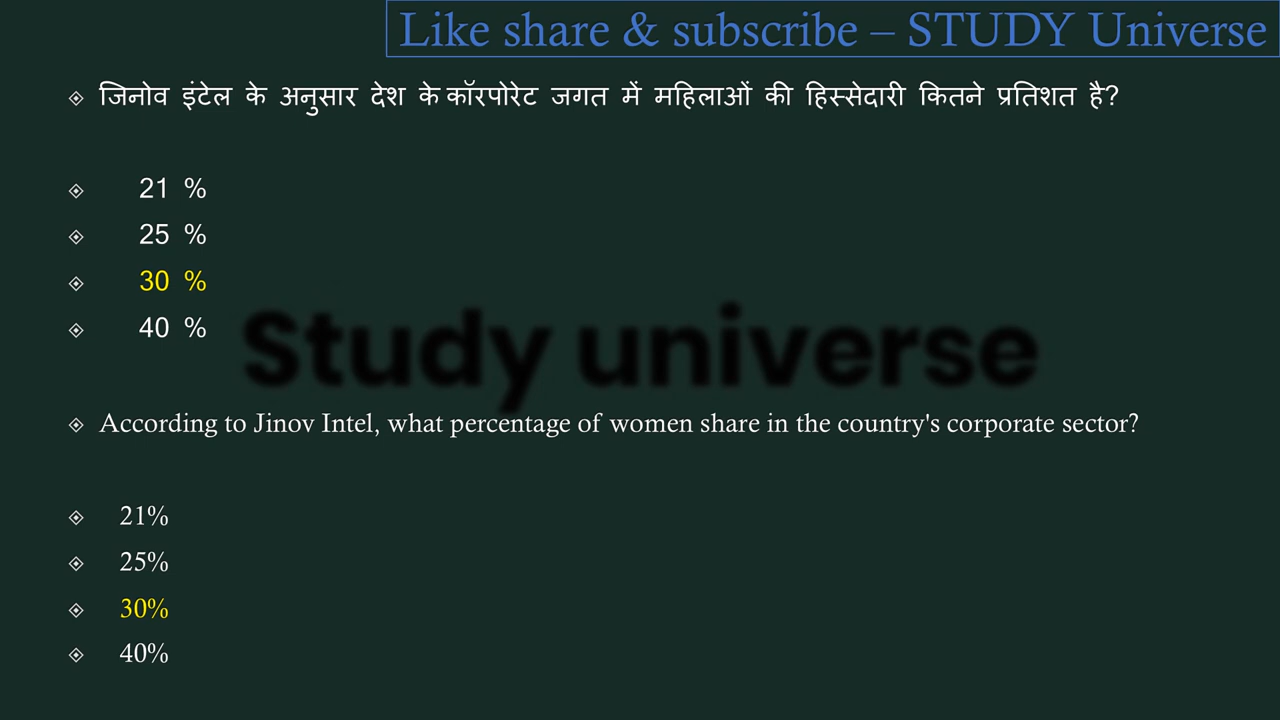 Like share & subscribe – STUDY Universe
जिनोव इंटेल के अनुसार देश के कॉरपोरेट जगत में महिलाओं की हिस्सेदारी कितने प्रतिशत है?
21 %
25 %
30 %
40 %
Study universe
According to Jinov Intel, what percentage of women share in the country's corporate sector?
21%
25%
30%
40%